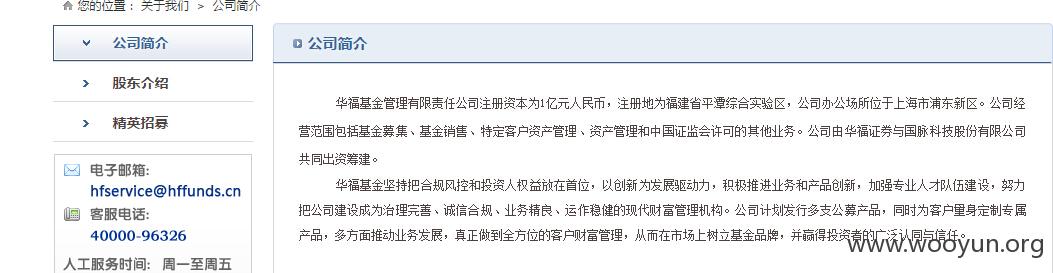 您的位置： 关于我们 > 公司简介
公司简介
股东介绍
精英招募
电子邮箱:
hfservice@hffunds.cn
客服电话:
40000-96326
人工服务时间: 周一至周五
公司简介
华福基金管理有限责任公司注册资本为1亿元人民币，注册地为福建省平潭综合实验区，公司办公场所位于上海市浦东新区。公司经
营范围包括基金募集、基金销售、特定客户资产管理、资产管理和中国证监会许可的其他业务。公司由华福证券与国脉科技股份有限公司
共同出资筹建。
华福基金坚持把合规风控和投资人权益放在首位，以创新为发展驱动力，积极推进业务和产品创新，加强专业人才队伍建设，努力
把公司建设成为治理完善、诚信合规、业务精良、运作稳健的现代财富管理机构。公司计划发行多支公募产品，同时为客户量身定制专属
产品，多方面推动业务发展，真正做到全方位的客户财富管理，从而在市场上树立基金品牌，并赢得投资者的广泛认同与信任。
www.wooyun.org